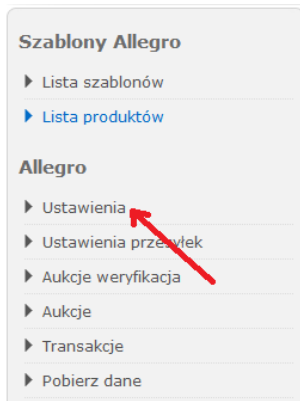 Szablony Allegro
Lista szablonów
Lista produktów
Allegro
Ustawienia
Ustawienia przesyłek
Aukcje weryfikacja
Aukcje
Transakcje
Pobierz dane